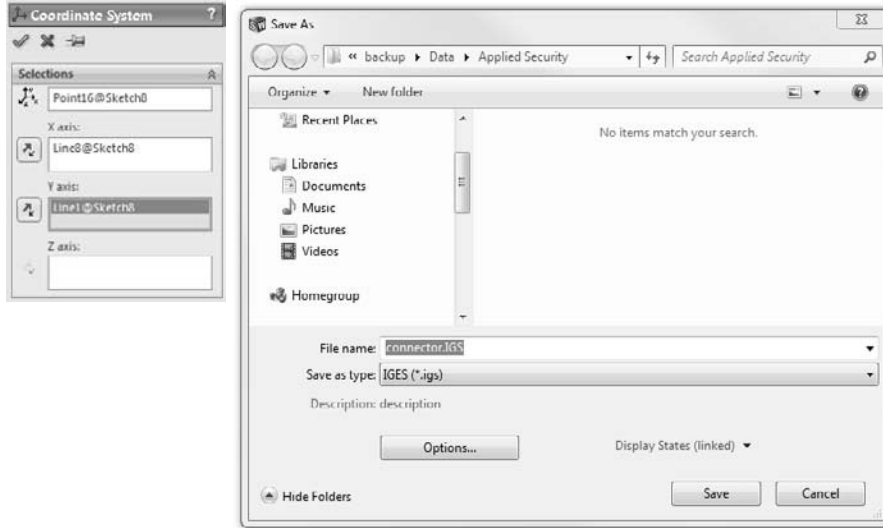 Coordinate System ?
Selections
Point16@Sketch8
X axis:
Line8@Sketch8
Y axis:
Line1@Sketch8
Z axis:
Save As
« backup ▸ Data ▸ Applied Security
Search Applied Security
Organize ▾ New folder
Recent Places
No items match your search.
Libraries
Documents
Music
Pictures
Videos
Homegroup
File name: connector.IGS
Save as type: IGES (*.igs)
Description: description
Options...
Display States (linked) ▾
Hide Folders
Save
Cancel